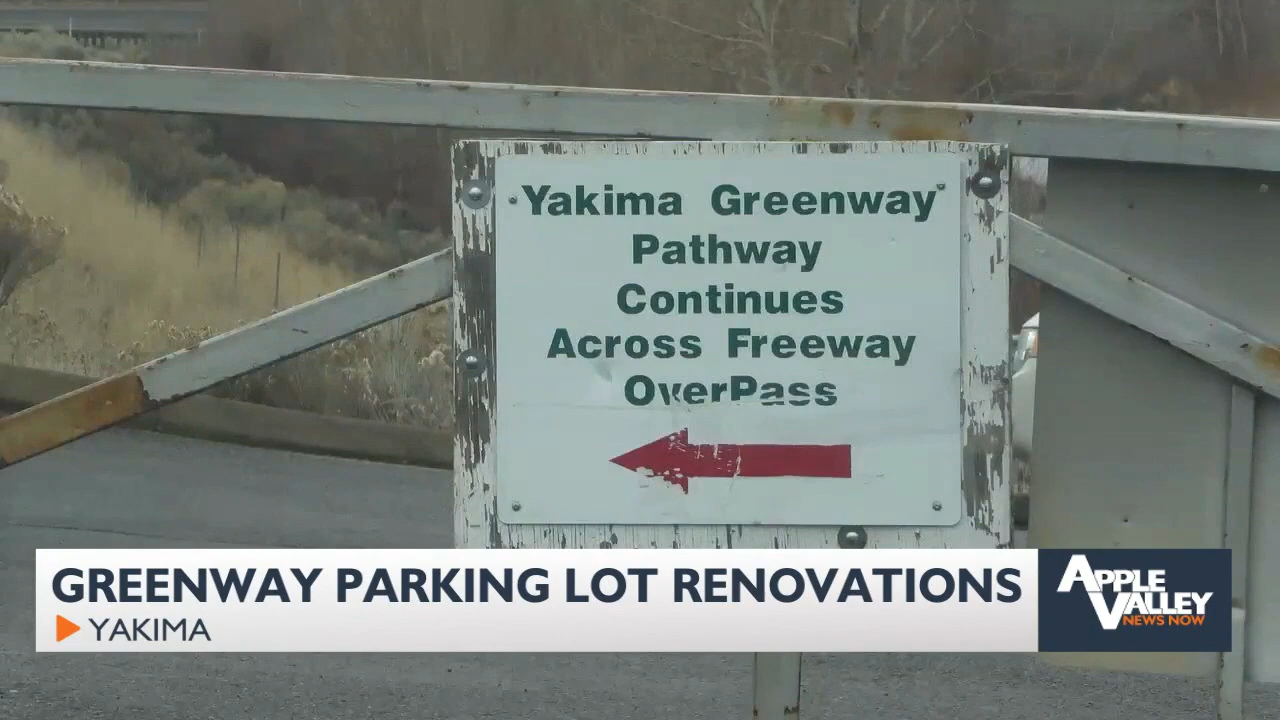 Yakima Greenway
Pathway
Continues
Across Freeway
OverPass
GREENWAY PARKING LOT RENOVATIONS
YAKIMA
APPLE
VALLEY
NEWS NOW